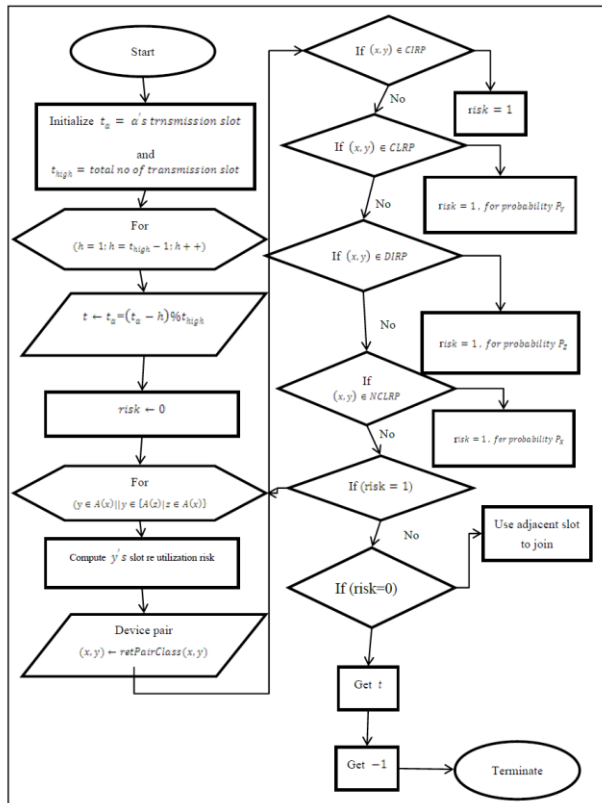 Start
Initialize t_a = a's trnsmission slot
and
t_high = total no of transmission slot
For
(h = 1: h = t_high − 1; h + +)
t ← t_a=(t_a − h)%t_high
risk ← 0
For
(y ∈ A(x)||y ∈ {A(z)|z ∈ A(x)}
Compute y's slot re utilization risk
Device pair
(x, y) ← retPairClass(x, y)
If (x, y) ∈ CIRP
risk = 1
No
If (x, y) ∈ CLRP
risk = 1, for probability P_Y
No
If (x, y) ∈ DIRP
risk = 1, for probability P_Z
No
If
(x, y) ∈ NCLRP
risk = 1, for probability P_X
No
If (risk = 1)
No
Use adjacent slot
to join
If (risk=0)
Get t
Get −1
Terminate